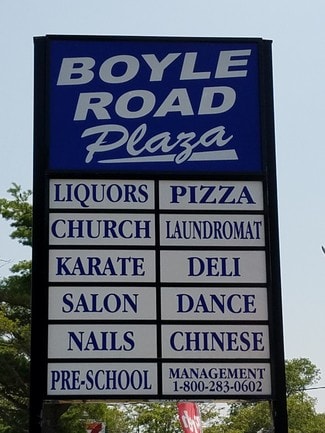 BOYLE
ROAD
Plaza
LIQUORS PIZZA
CHURCH LAUNDROMAT
KARATE DELI
SALON DANCE
NAILS CHINESE
PRE-SCHOOL MANAGEMENT
1-800-283-0602